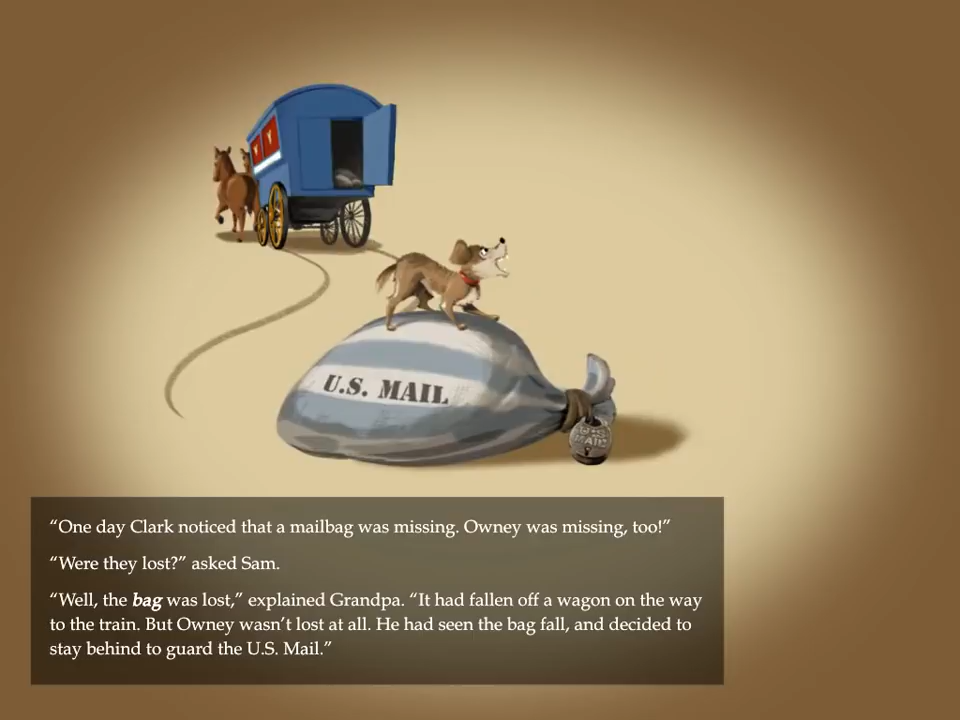 U.S. MAIL
U.S.
MAIL
“One day Clark noticed that a mailbag was missing. Owney was missing, too!”
“Were they lost?” asked Sam.
“Well, the bag was lost,” explained Grandpa. “It had fallen off a wagon on the way
to the train. But Owney wasn’t lost at all. He had seen the bag fall, and decided to
stay behind to guard the U.S. Mail.”